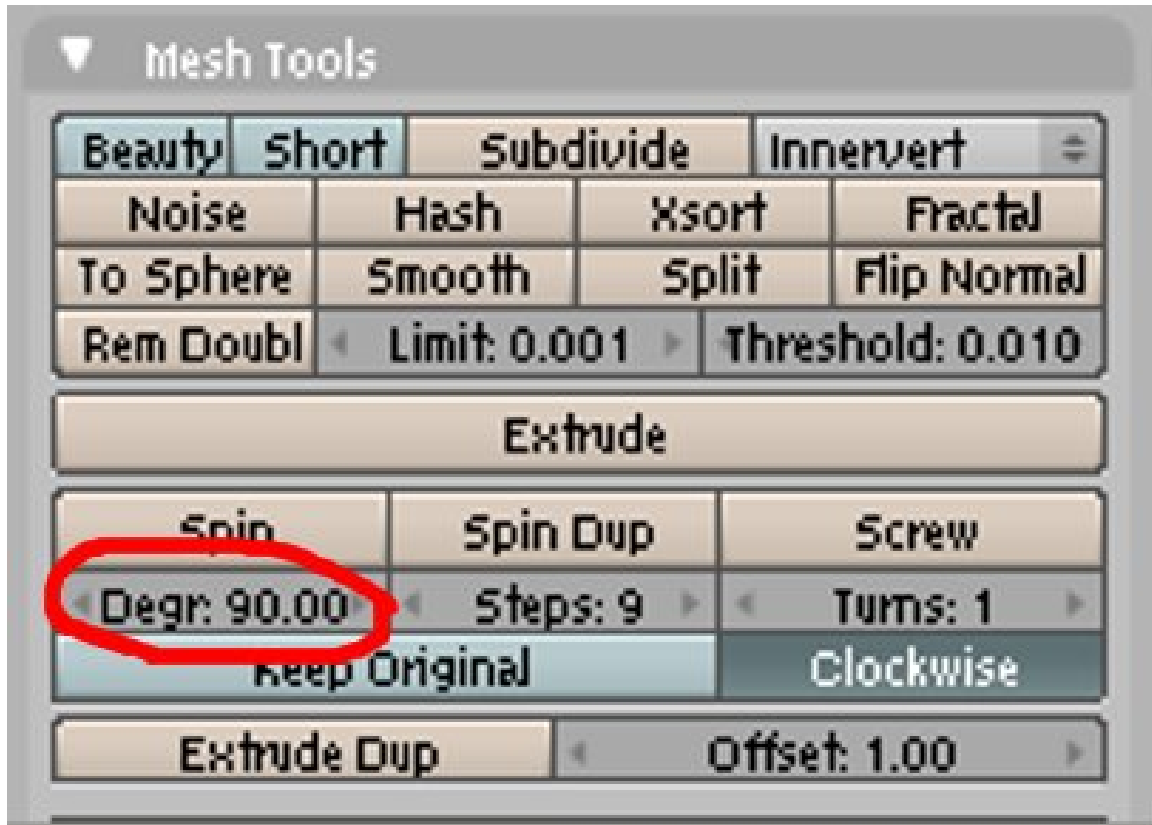 Mesh Tools
Beauty Short Subdivide Innervert
Noise Hash Xsort Fractal
To Sphere Smooth Split Flip Normal
Rem Doubl Limit: 0.001 Threshold: 0.010
Extrude
Spin Spin Dup Screw
Degr: 90.00 Steps: 9 Turns: 1
Keep Original Clockwise
Extrude Dup Offset: 1.00